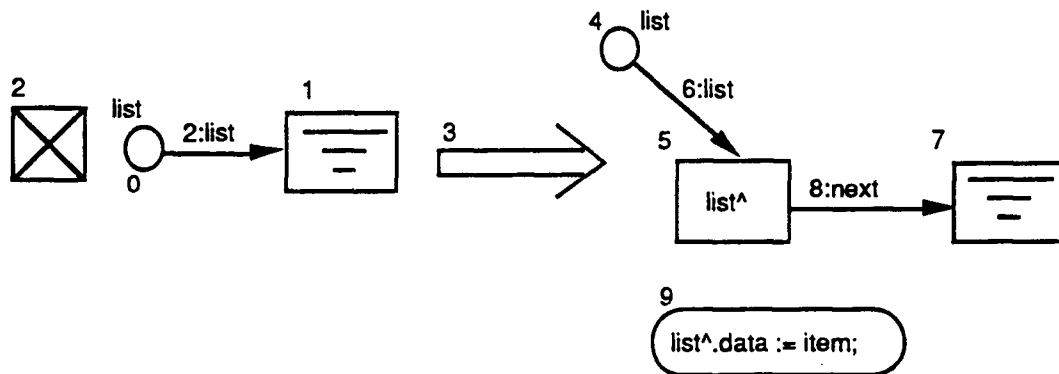 2
list
0
2:list
1
3
4
list
6:list
5
list^
8:next
7
9
list^.data := item;